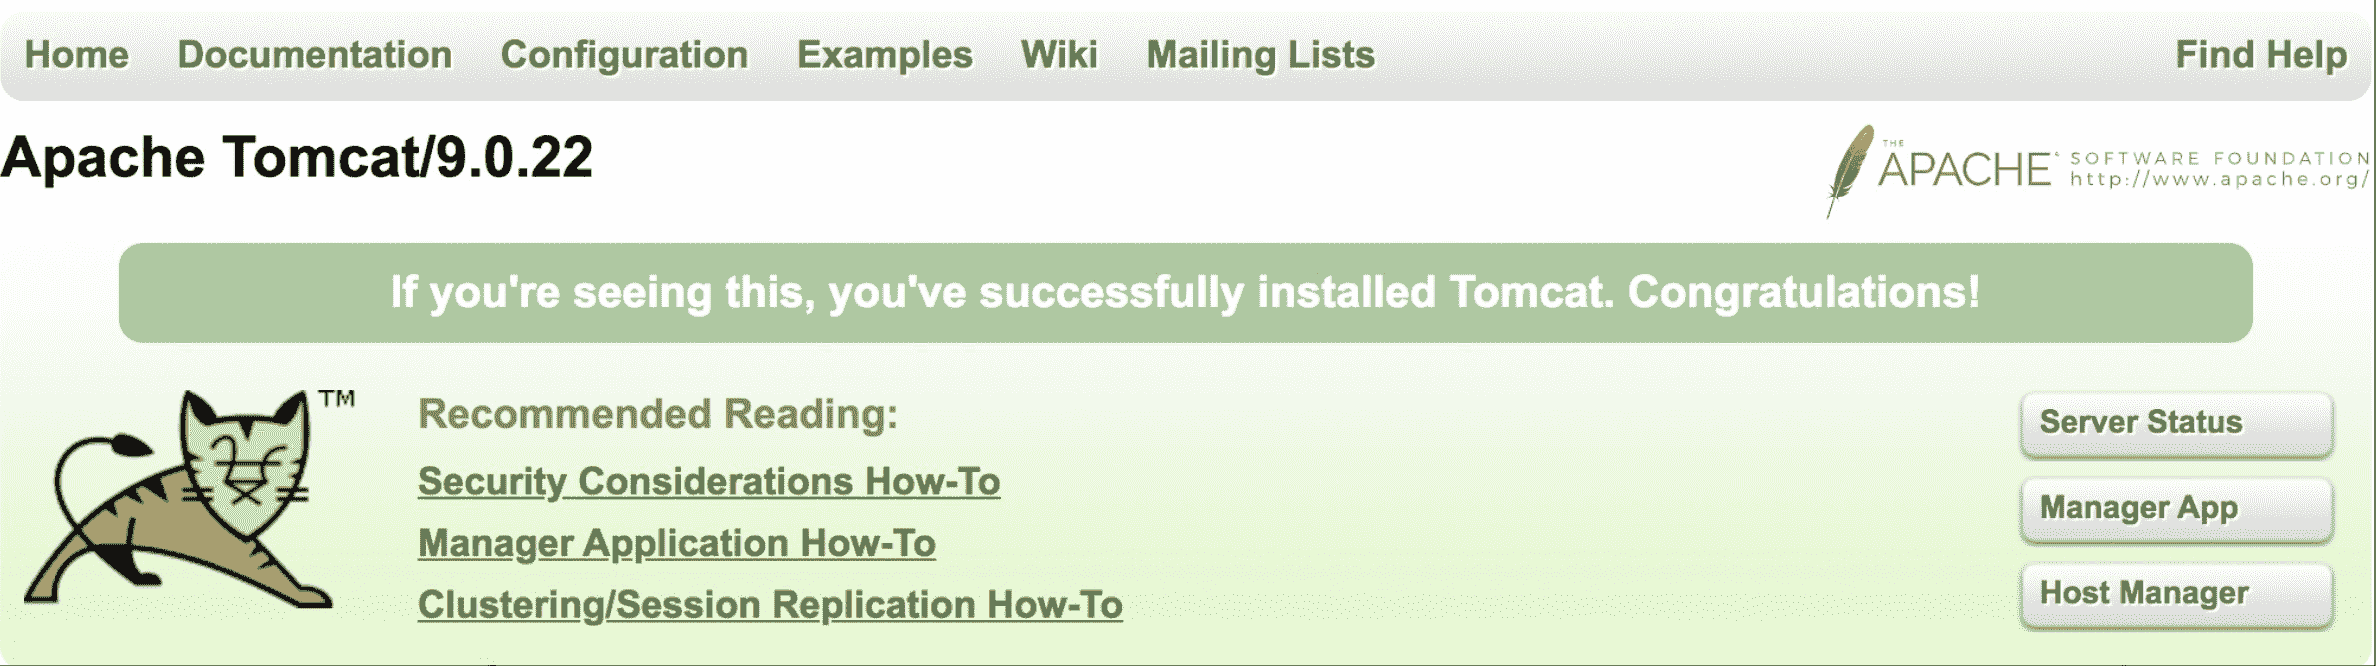 Home Documentation Configuration Examples Wiki Mailing Lists Find Help
Apache Tomcat/9.0.22
THE
APACHE SOFTWARE FOUNDATION
http://www.apache.org/
If you're seeing this, you've successfully installed Tomcat. Congratulations!
TM
Recommended Reading:
Security Considerations How-To
Manager Application How-To
Clustering/Session Replication How-To
Server Status
Manager App
Host Manager